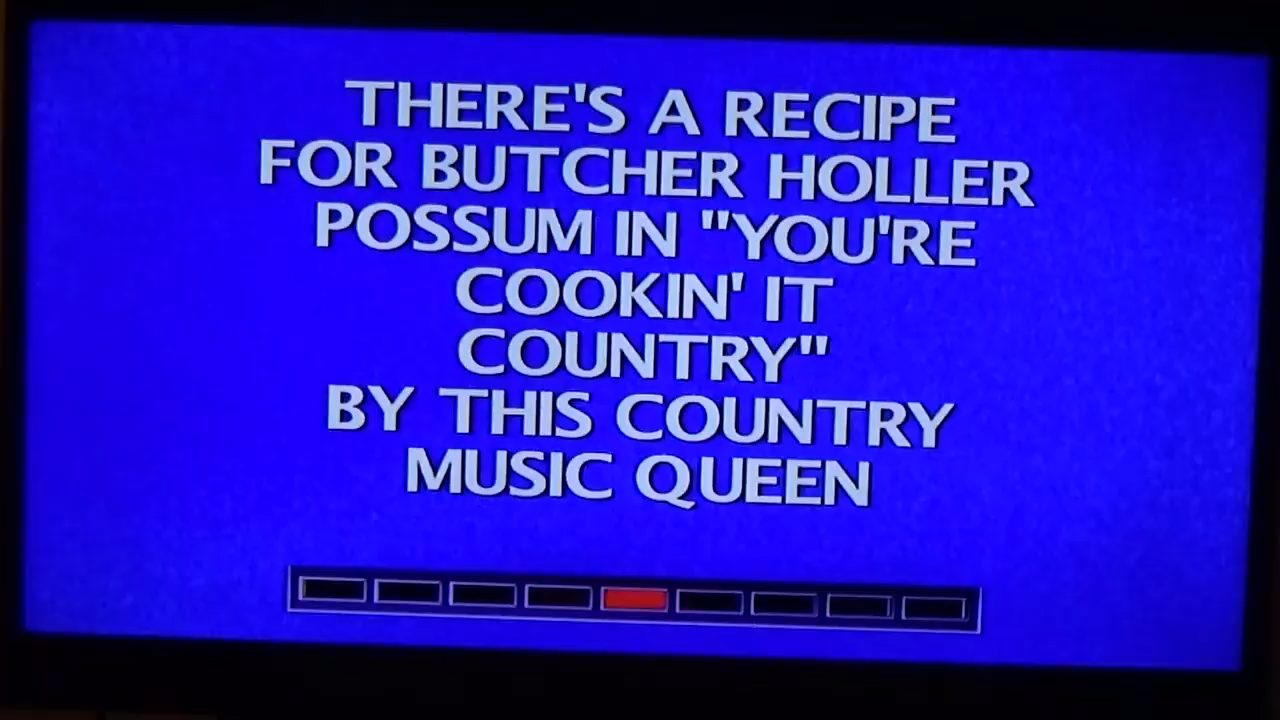 THERE'S A RECIPE
FOR BUTCHER HOLLER
POSSUM IN "YOU'RE
COOKIN' IT
COUNTRY"
BY THIS COUNTRY
MUSIC QUEEN